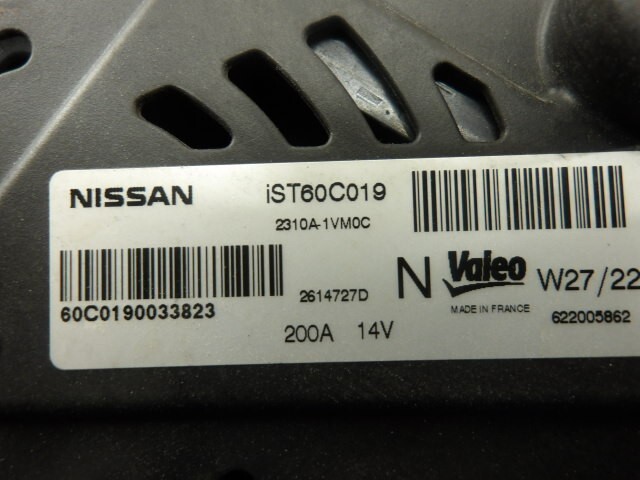 NISSAN iST60C019
2310A-1VM0C
60C0190033823
2614727D
N Valeo W27/22
MADE IN FRANCE 622005862
200A 14V